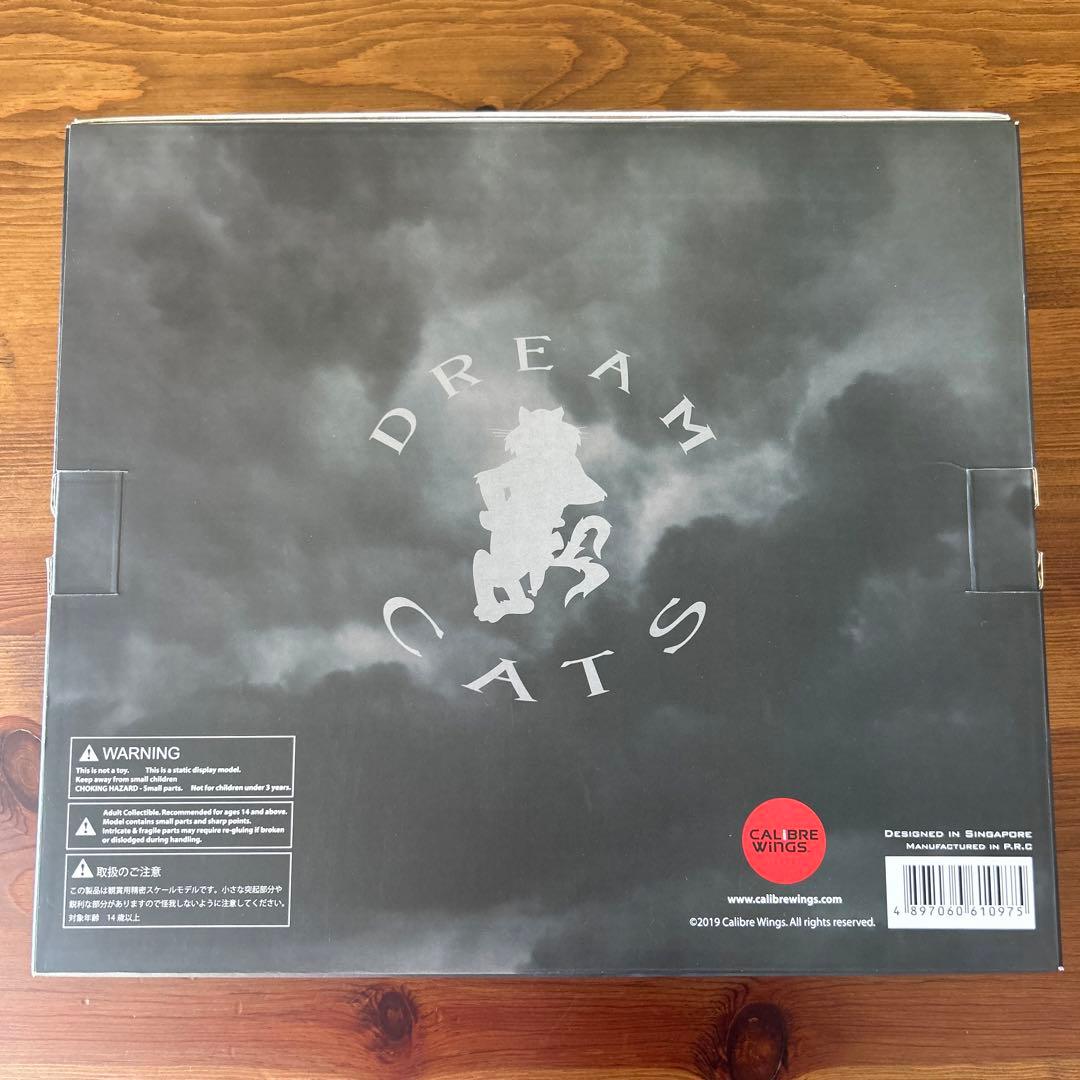 DREAM
CATS
WARNING
This is not a toy. This is a static display model.
Keep away from small children
CHOKING HAZARD - Small parts. Not for children under 3 years.
Adult Collectible. Recommended for ages 14 and above.
Model contains small parts and sharp points.
Intricate & fragile parts may require re-gluing if broken
or dislodged during handling.
取扱のご注意
この製品は観賞用精密スケールモデルです。小さな突起部分や
鋭利な部分がありますので怪我しないように注意してください。
対象年齢 14歳以上
CALIBRE
WINGS
www.calibrewings.com
©2019 Calibre Wings. All rights reserved.
DESIGNED IN SINGAPORE
MANUFACTURED IN P.R.C
4 897060 610975